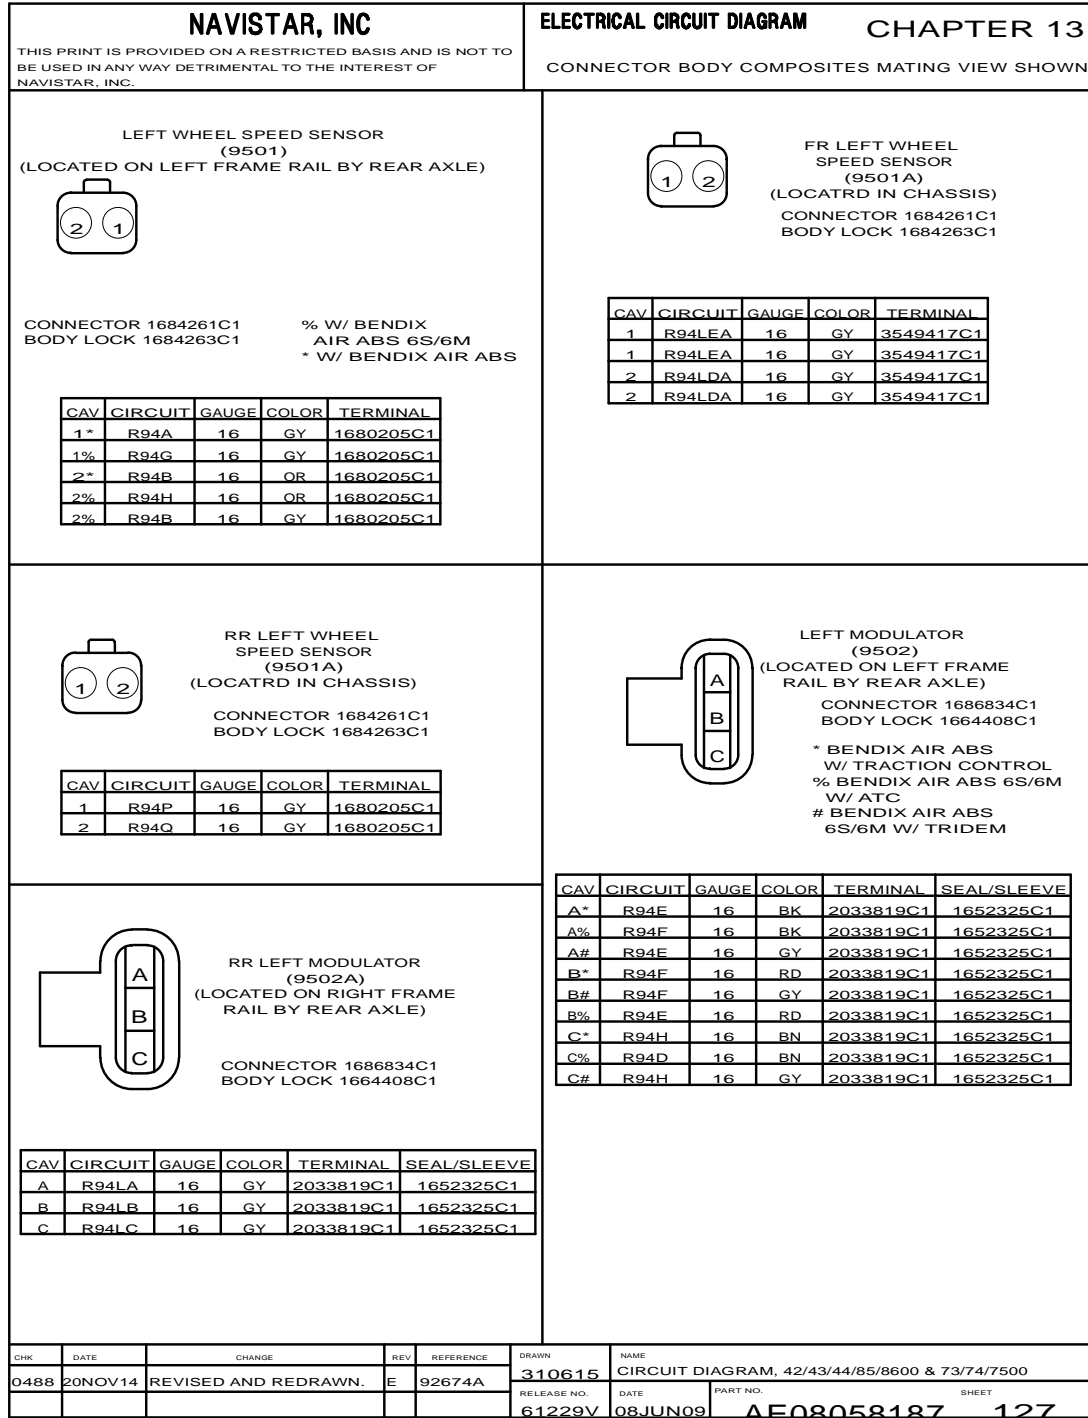 NAVISTAR, INC
THIS PRINT IS PROVIDED ON A RESTRICTED BASIS AND IS NOT TO
BE USED IN ANY WAY DETRIMENTAL TO THE INTEREST OF
NAVISTAR, INC.
ELECTRICAL CIRCUIT DIAGRAM
CHAPTER 13
CONNECTOR BODY COMPOSITES MATING VIEW SHOWN
LEFT WHEEL SPEED SENSOR
(9501)
(LOCATED ON LEFT FRAME RAIL BY REAR AXLE)
2 1
CONNECTOR 1684261C1
BODY LOCK 1684263C1
% W/ BENDIX
AIR ABS 6S/6M
* W/ BENDIX AIR ABS
CAV CIRCUIT GAUGE COLOR TERMINAL
1* R94A 16 GY 1680205C1
1% R94G 16 GY 1680205C1
2* R94B 16 OR 1680205C1
2% R94H 16 OR 1680205C1
2% R94B 16 GY 1680205C1
FR LEFT WHEEL
SPEED SENSOR
(9501A)
(LOCATRD IN CHASSIS)
1 2
CONNECTOR 1684261C1
BODY LOCK 1684263C1
CAV CIRCUIT GAUGE COLOR TERMINAL
1 R94LEA 16 GY 3549417C1
1 R94LEA 16 GY 3549417C1
2 R94LDA 16 GY 3549417C1
2 R94LDA 16 GY 3549417C1
RR LEFT WHEEL
SPEED SENSOR
(9501A)
(LOCATRD IN CHASSIS)
1 2
CONNECTOR 1684261C1
BODY LOCK 1684263C1
CAV CIRCUIT GAUGE COLOR TERMINAL
1 R94P 16 GY 1680205C1
2 R94Q 16 GY 1680205C1
LEFT MODULATOR
(9502)
(LOCATED ON LEFT FRAME
RAIL BY REAR AXLE)
A
B
C
CONNECTOR 1686834C1
BODY LOCK 1664408C1
* BENDIX AIR ABS
W/ TRACTION CONTROL
% BENDIX AIR ABS 6S/6M
W/ ATC
# BENDIX AIR ABS
6S/6M W/ TRIDEM
CAV CIRCUIT GAUGE COLOR TERMINAL SEAL/SLEEVE
A* R94E 16 BK 2033819C1 1652325C1
A% R94F 16 BK 2033819C1 1652325C1
A# R94E 16 GY 2033819C1 1652325C1
B* R94F 16 RD 2033819C1 1652325C1
B# R94F 16 GY 2033819C1 1652325C1
B% R94E 16 RD 2033819C1 1652325C1
C* R94H 16 BN 2033819C1 1652325C1
C% R94D 16 BN 2033819C1 1652325C1
C# R94H 16 GY 2033819C1 1652325C1
RR LEFT MODULATOR
(9502A)
(LOCATED ON RIGHT FRAME
RAIL BY REAR AXLE)
A
B
C
CONNECTOR 1686834C1
BODY LOCK 1664408C1
CAV CIRCUIT GAUGE COLOR TERMINAL SEAL/SLEEVE
A R94LA 16 GY 2033819C1 1652325C1
B R94LB 16 GY 2033819C1 1652325C1
C R94LC 16 GY 2033819C1 1652325C1
CHK DATE CHANGE REV REFERENCE
0488 20NOV14 REVISED AND REDRAWN. E 92674A
DRAWN
310615
NAME
CIRCUIT DIAGRAM, 42/43/44/85/8600 & 73/74/7500
RELEASE NO. DATE PART NO. SHEET
61229V 08JUN09 AE08058187 127